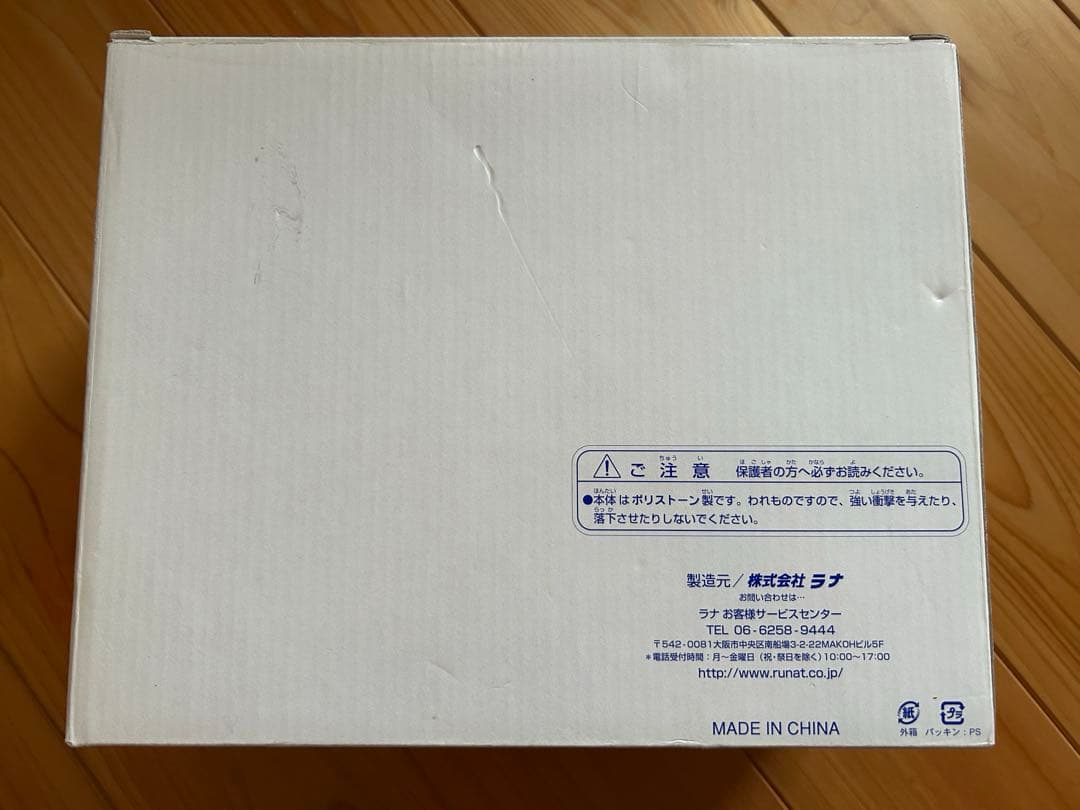 ⚠ ご注意 保護者の方へ必ずお読みください。
●本体はポリストーン製です。われものですので、強い衝撃を与えたり、
落下させたりしないでください。
製造元/株式会社ラナ
お問い合わせは…
ラナ お客様サービスセンター
TEL 06-6258-9444
〒542-0081大阪市中央区南船場3-2-22MAKOHビル5F
*電話受付時間:月~金曜日(祝・祭日を除く)10:00~17:00
http://www.runat.co.jp/
MADE IN CHINA
紙 プラ
外箱 パッキン:PS